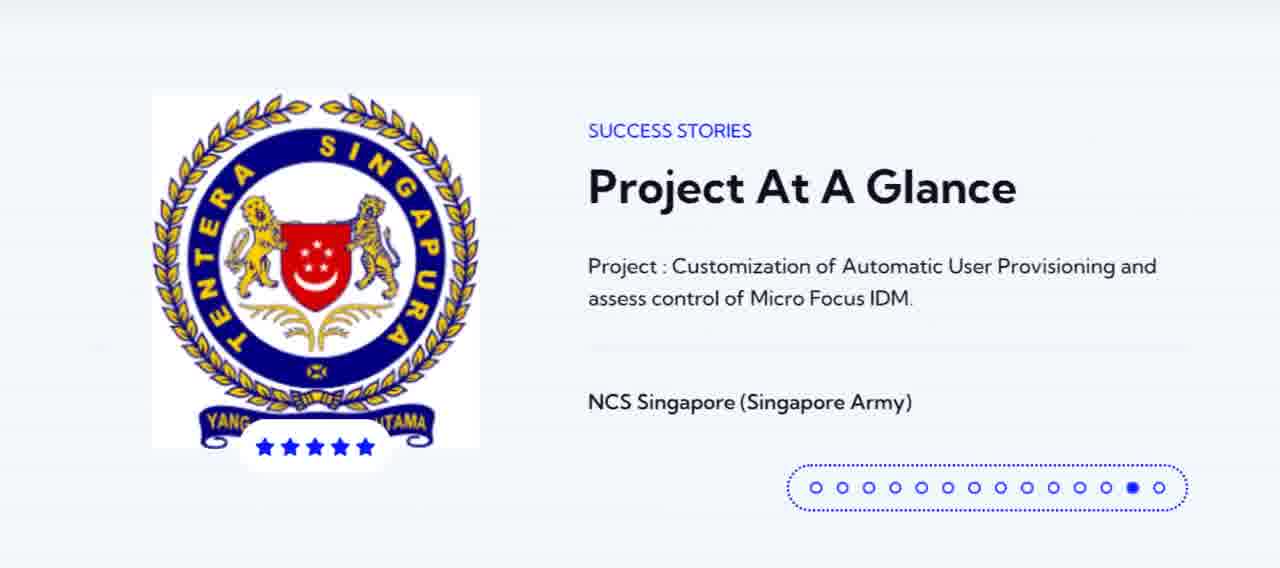 TENTERA SINGAPURA
YANG UTAMA
SUCCESS STORIES
Project At A Glance
Project : Customization of Automatic User Provisioning and
assess control of Micro Focus IDM.
NCS Singapore (Singapore Army)